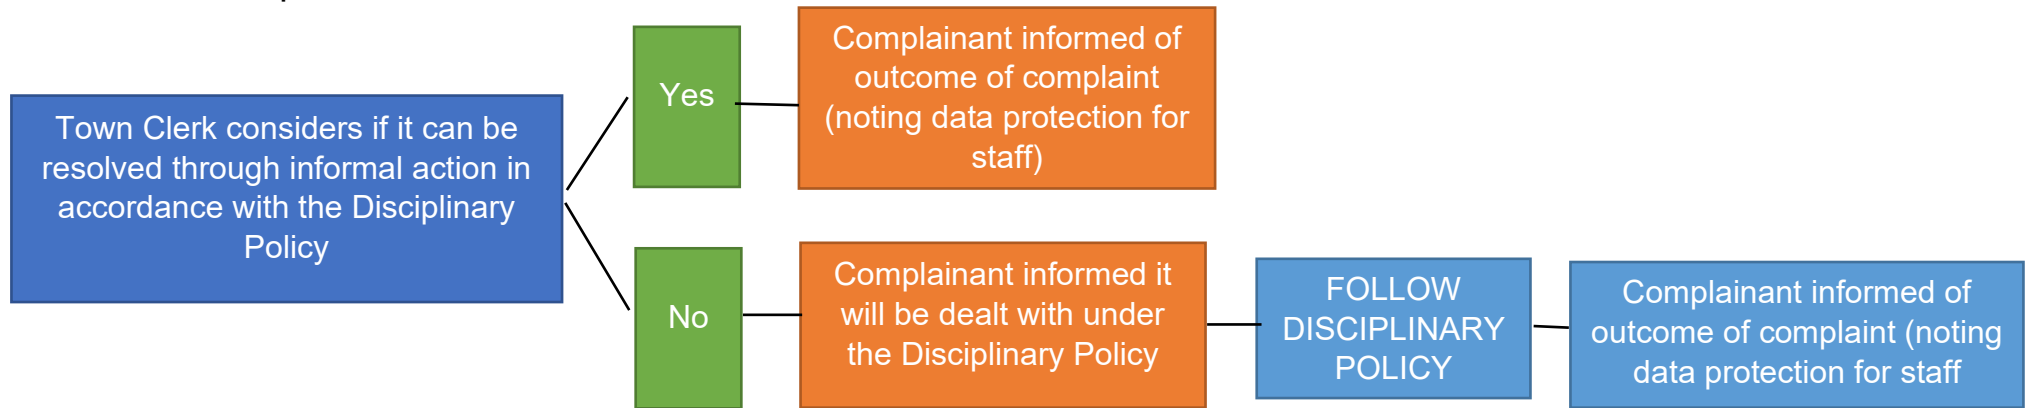 Town Clerk considers if it can be
resolved through informal action in
accordance with the Disciplinary
Policy
Yes
Complainant informed of
outcome of complaint
(noting data protection for
staff)
No
Complainant informed it
will be dealt with under
the Disciplinary Policy
FOLLOW
DISCIPLINARY
POLICY
Complainant informed of
outcome of complaint (noting
data protection for staff